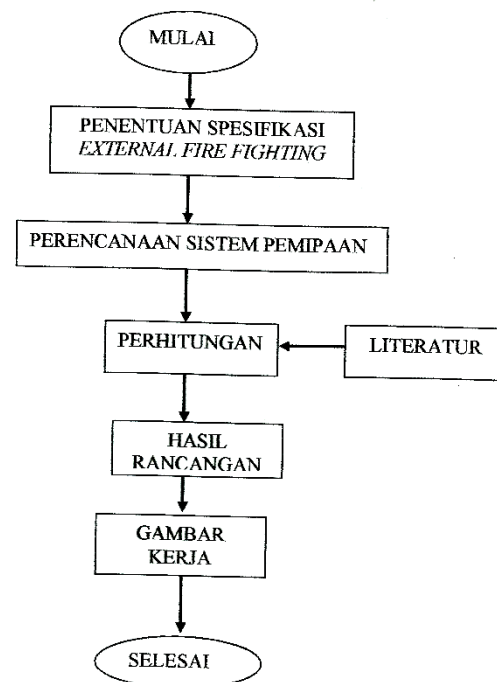 MULAI
PENENTUAN SPESIFIKASI
EXTERNAL FIRE FIGHTING
PERENCANAAN SISTEM PEMIPAAN
PERHITUNGAN
LITERATUR
HASIL
RANCANGAN
GAMBAR
KERJA
SELESAI